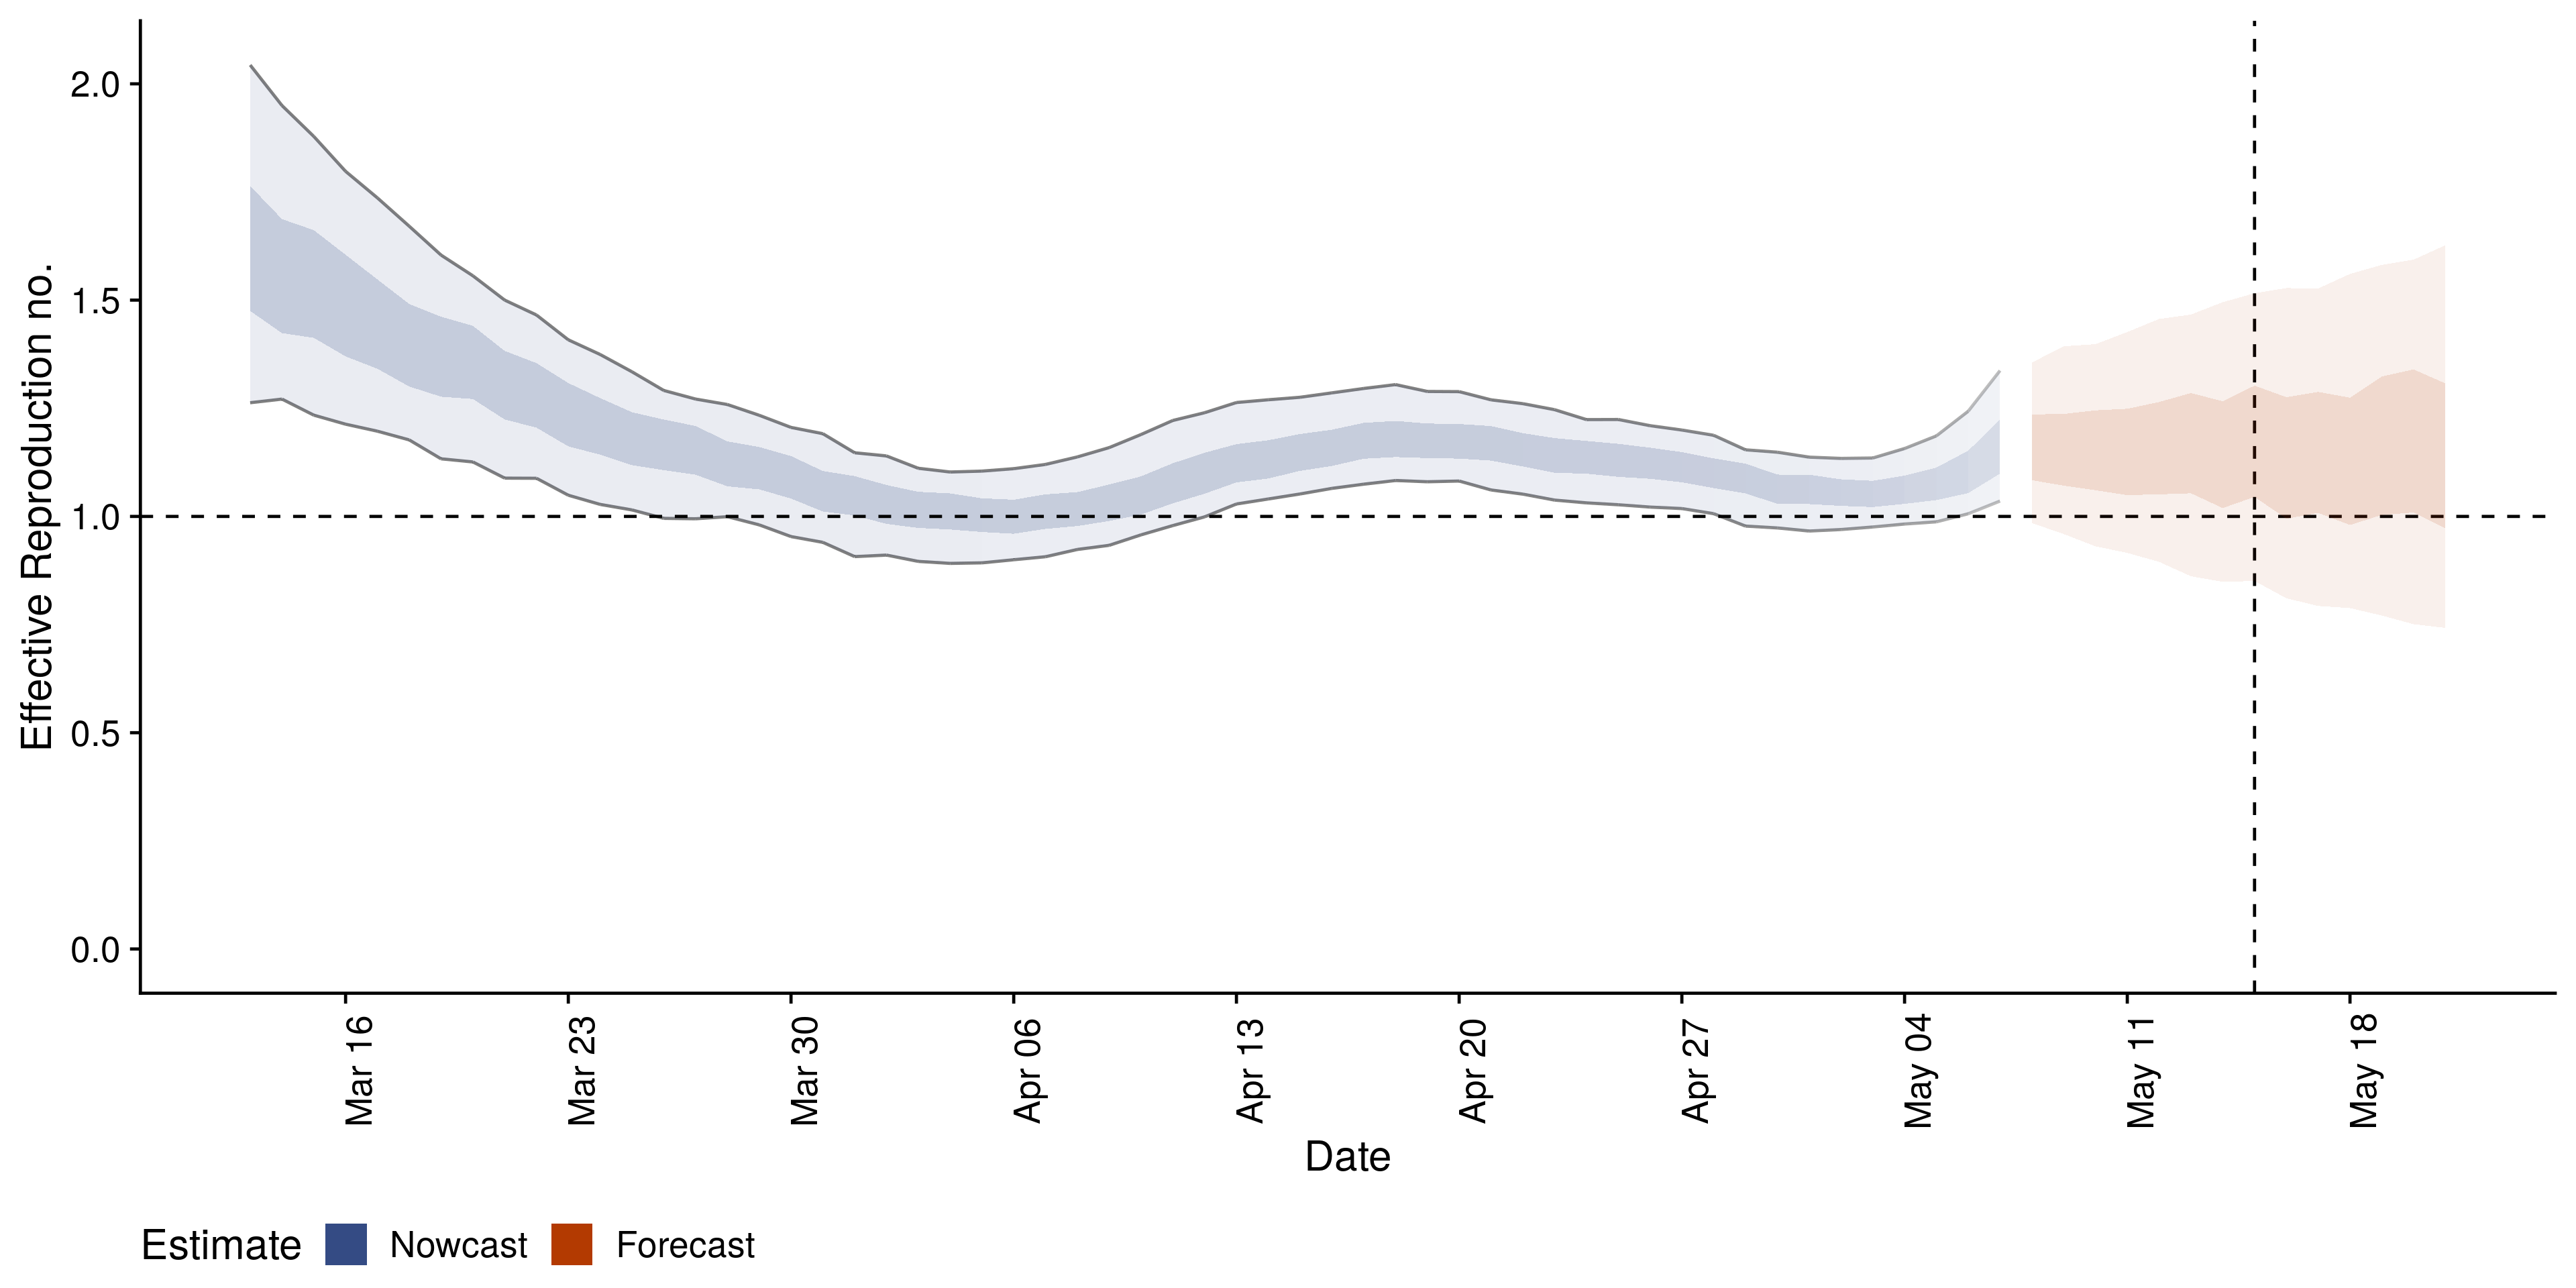 Effective Reproduction no.
2.0
1.5
1.0
0.5
0.0
Mar 16
Mar 23
Mar 30
Apr 06
Apr 13
Apr 20
Apr 27
May 04
May 11
May 18
Date
Estimate Nowcast Forecast